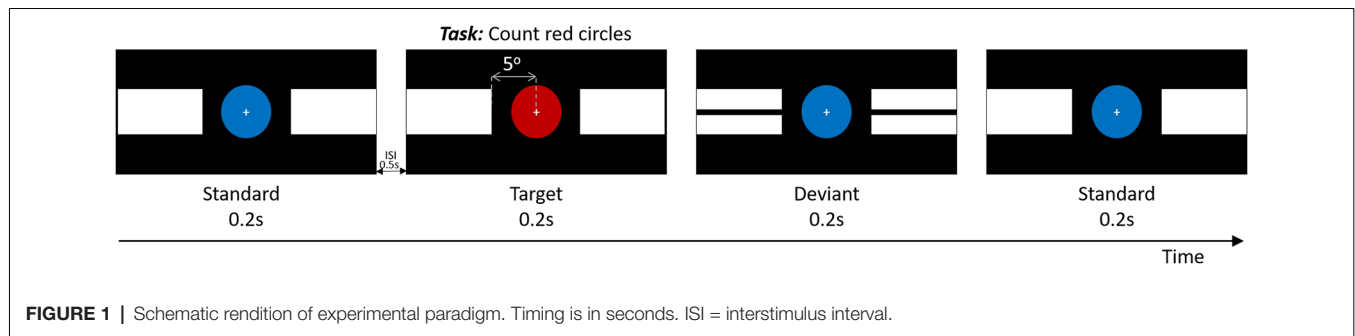 Task: Count red circles
5°
ISI
0.5s
Standard Target Deviant Standard
0.2s 0.2s 0.2s 0.2s
Time
FIGURE 1 | Schematic rendition of experimental paradigm. Timing is in seconds. ISI = interstimulus interval.